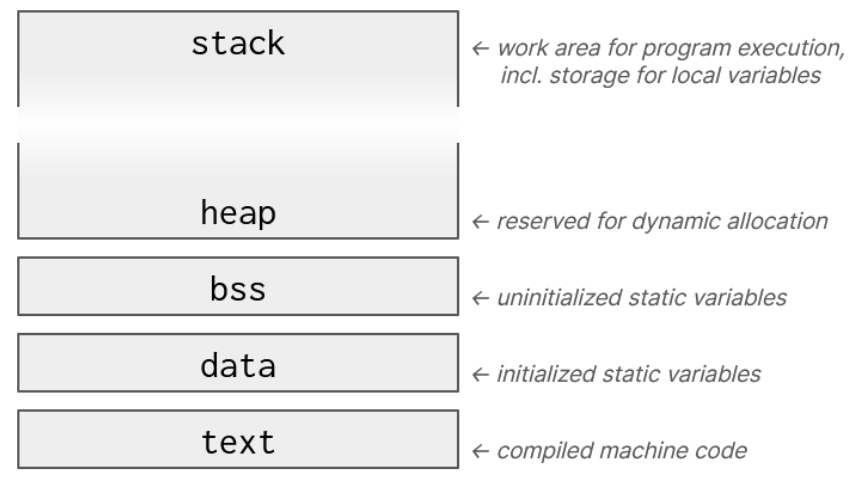 stack
← work area for program execution,
incl. storage for local variables
heap
← reserved for dynamic allocation
bss
← uninitialized static variables
data
← initialized static variables
text
← compiled machine code